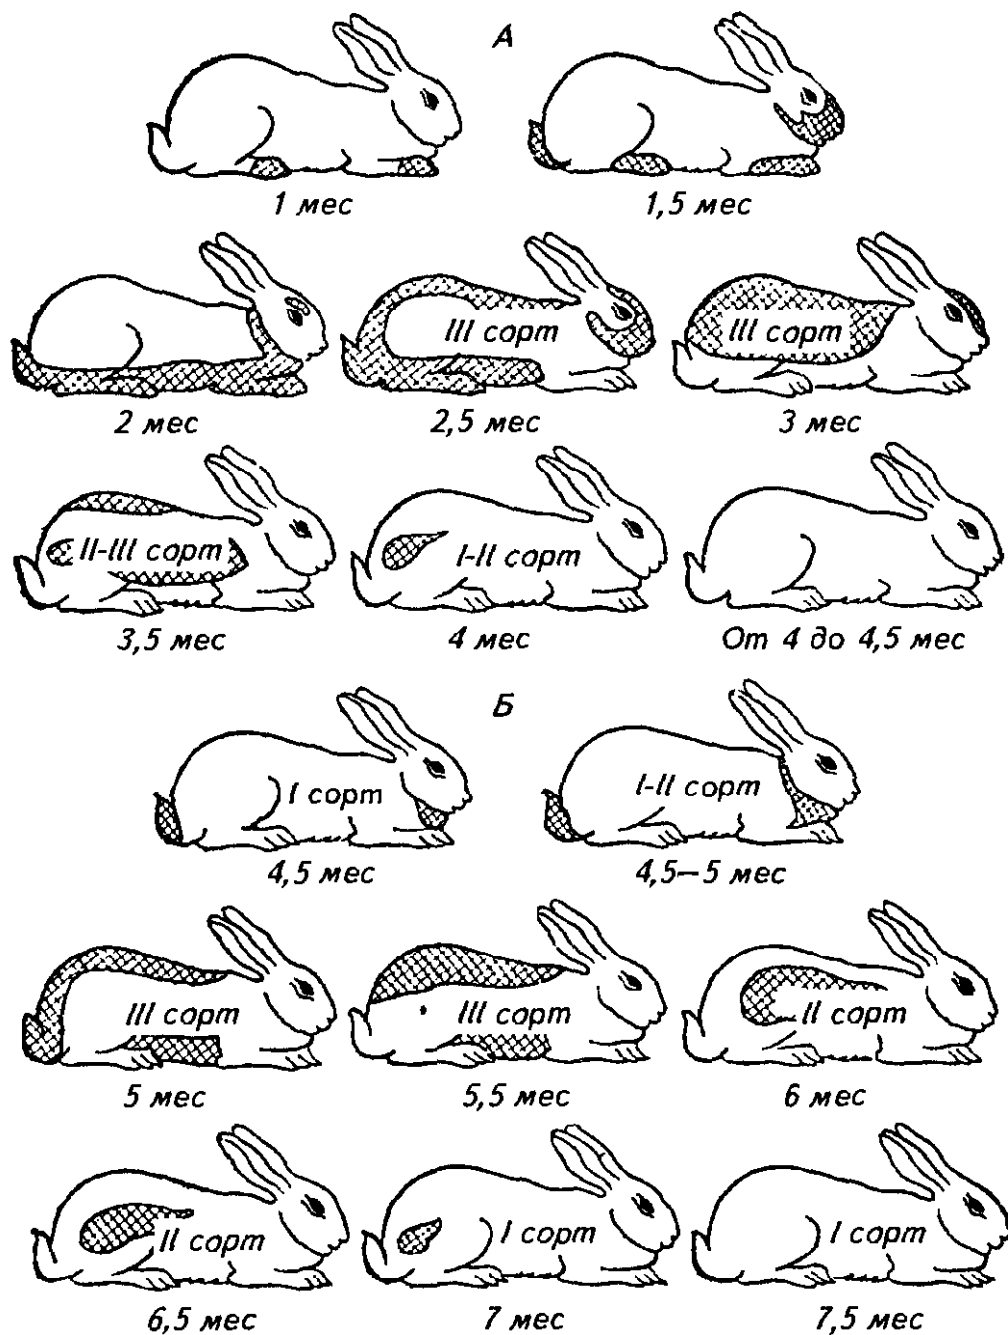 А
1 мес
1,5 мес
III сорт
III сорт
2 мес
2,5 мес
3 мес
II-III сорт
I-II сорт
3,5 мес
4 мес
От 4 до 4,5 мес
Б
I сорт
I-II сорт
4,5 мес
4,5–5 мес
III сорт
III сорт
II сорт
5 мес
5,5 мес
6 мес
II сорт
I сорт
I сорт
6,5 мес
7 мес
7,5 мес